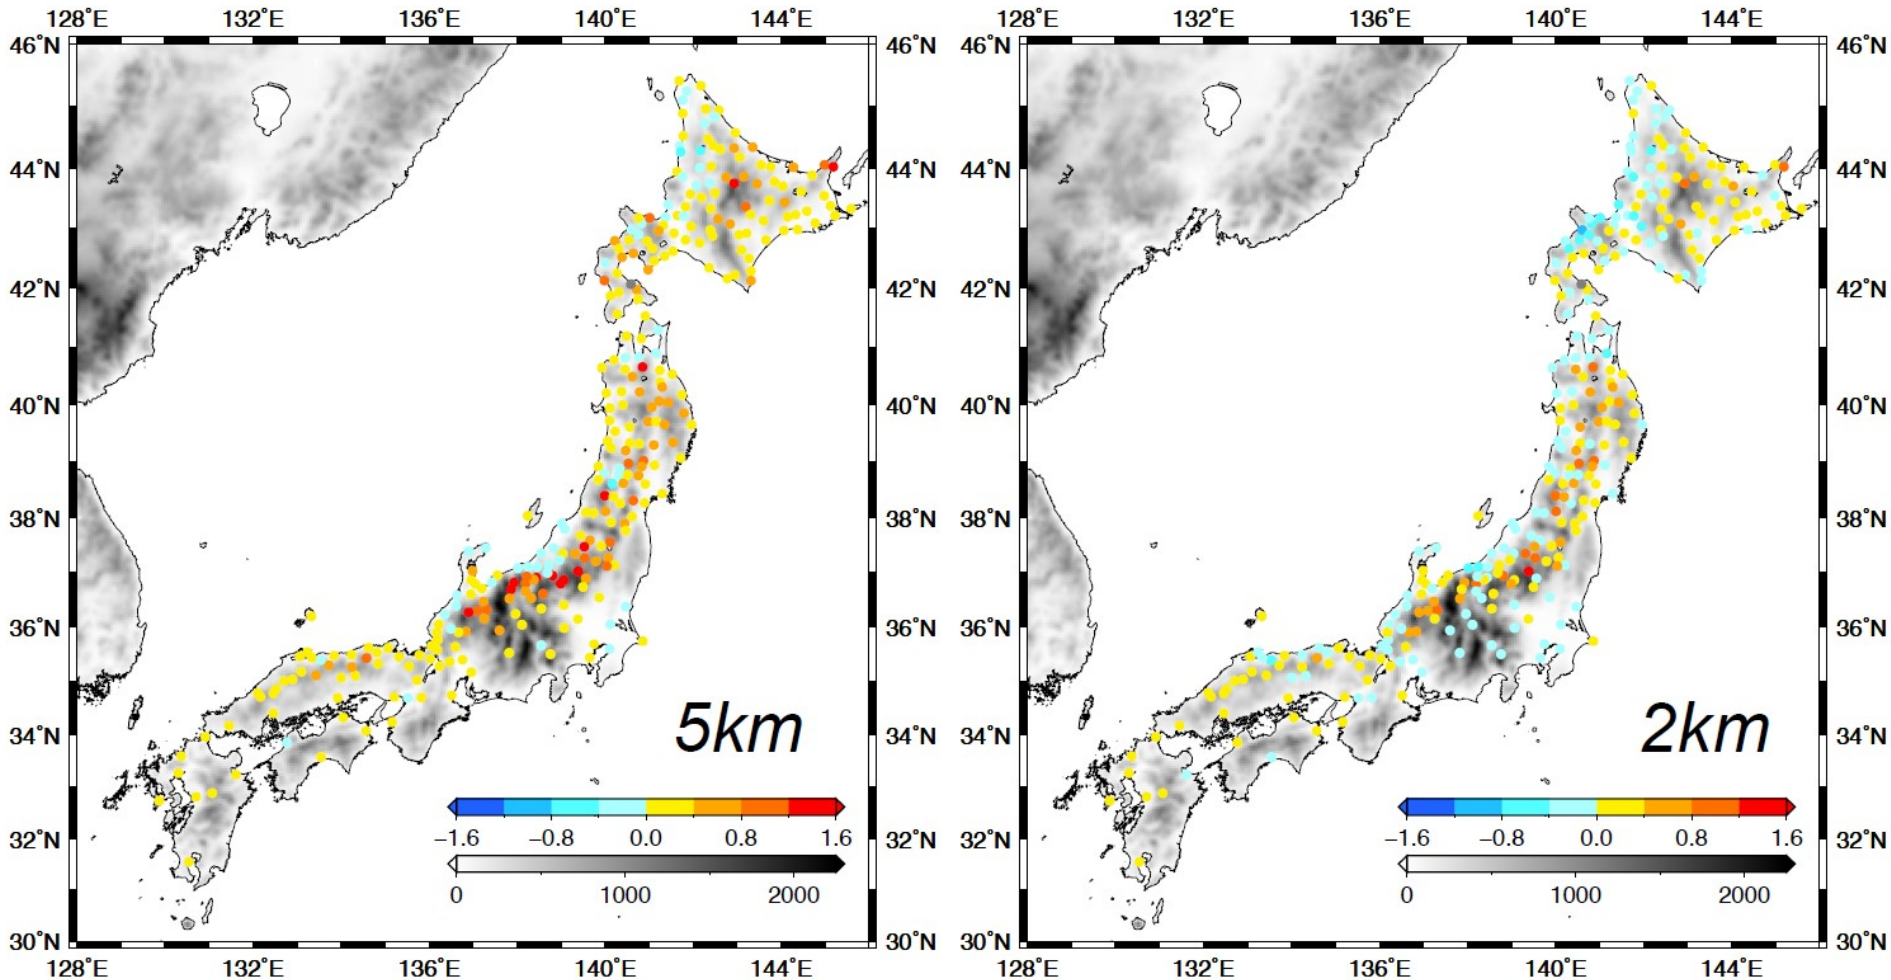 128˚E 132˚E 136˚E 140˚E 144˚E 128˚E 132˚E 136˚E 140˚E 144˚E
46˚N 46˚N 46˚N 46˚N
44˚N 44˚N 44˚N 44˚N
42˚N 42˚N 42˚N 42˚N
40˚N 40˚N 40˚N 40˚N
38˚N 38˚N 38˚N 38˚N
36˚N 36˚N 36˚N 36˚N
5km 2km
34˚N 34˚N 34˚N 34˚N
−1.6 −0.8 0.0 0.8 1.6 −1.6 −0.8 0.0 0.8 1.6
32˚N 32˚N 32˚N 32˚N
0 1000 2000 0 1000 2000
30˚N 30˚N 30˚N 30˚N
128˚E 132˚E 136˚E 140˚E 144˚E 128˚E 132˚E 136˚E 140˚E 144˚E